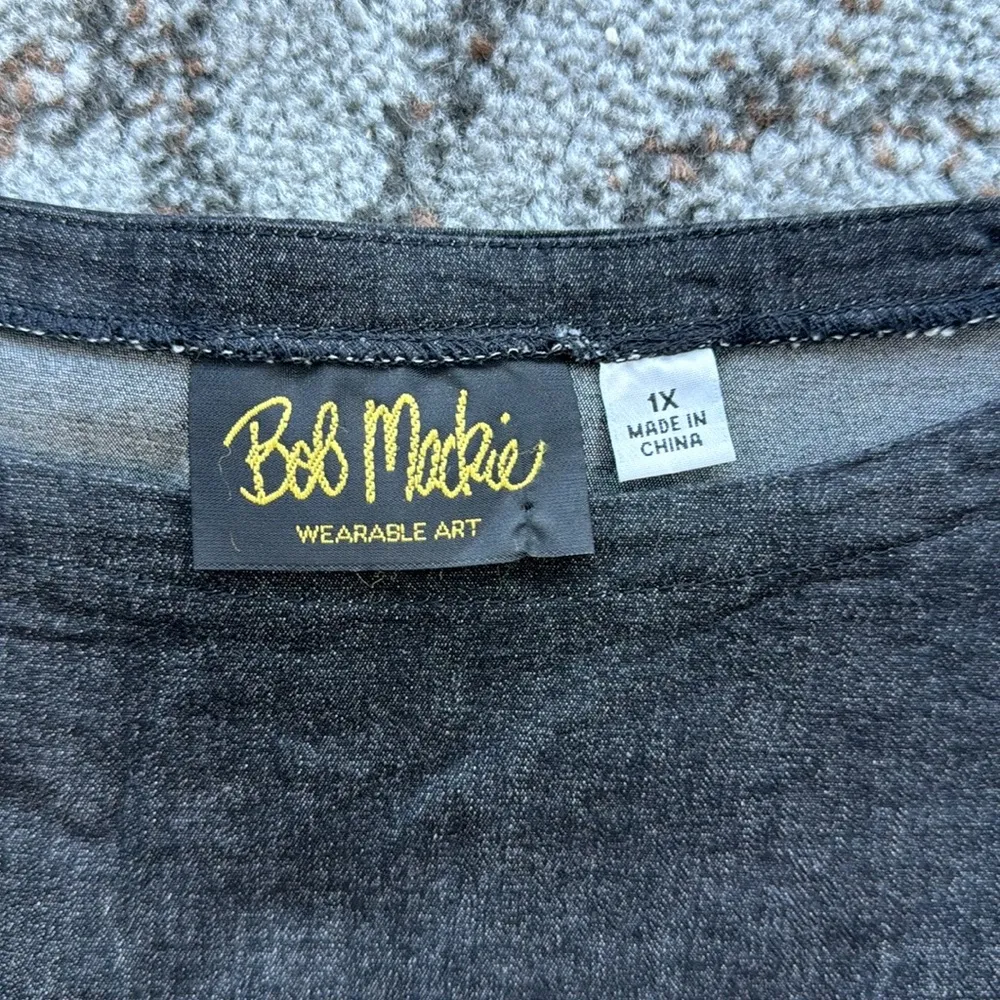 Bob Mackie
WEARABLE ART
1X
MADE IN
CHINA